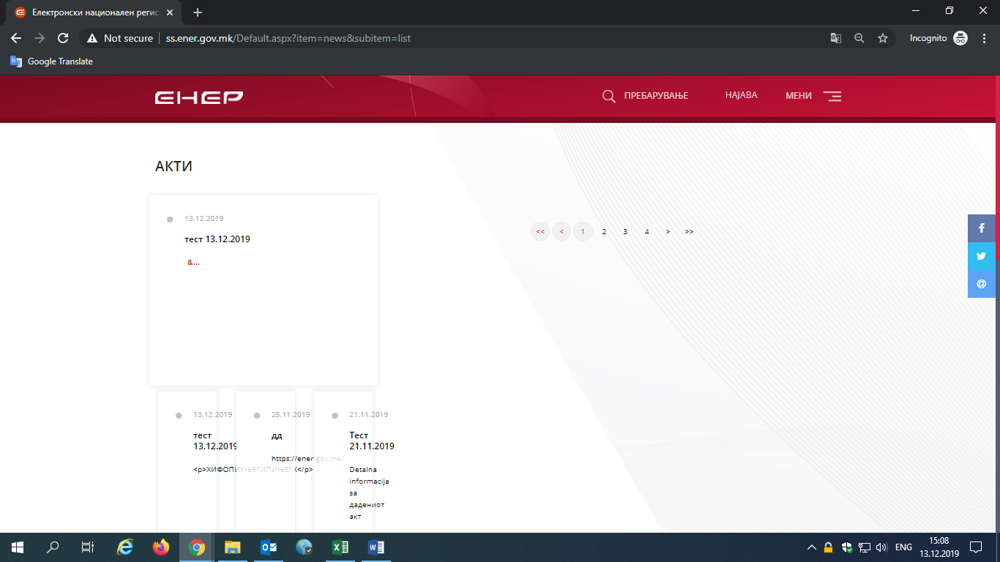 Електронски национален регис
Not secure
ss.ener.gov.mk/Default.aspx?item=news&subitem=list
Incognito
Google Translate
ЕНЕР
ПРЕБАРУВАЊЕ
НАЈАВА
МЕНИ
АКТИ
13.12.2019
тест 13.12.2019
&...
<< < 1 2 3 4 > >>
13.12.2019
тест
13.12.2019
25.11.2019
дд
https://ener.gov.mk/
21.11.2019
Тест
21.11.2019
Detalna
informacija
за
дадениот
акт
ENG
15:08
13.12.2019